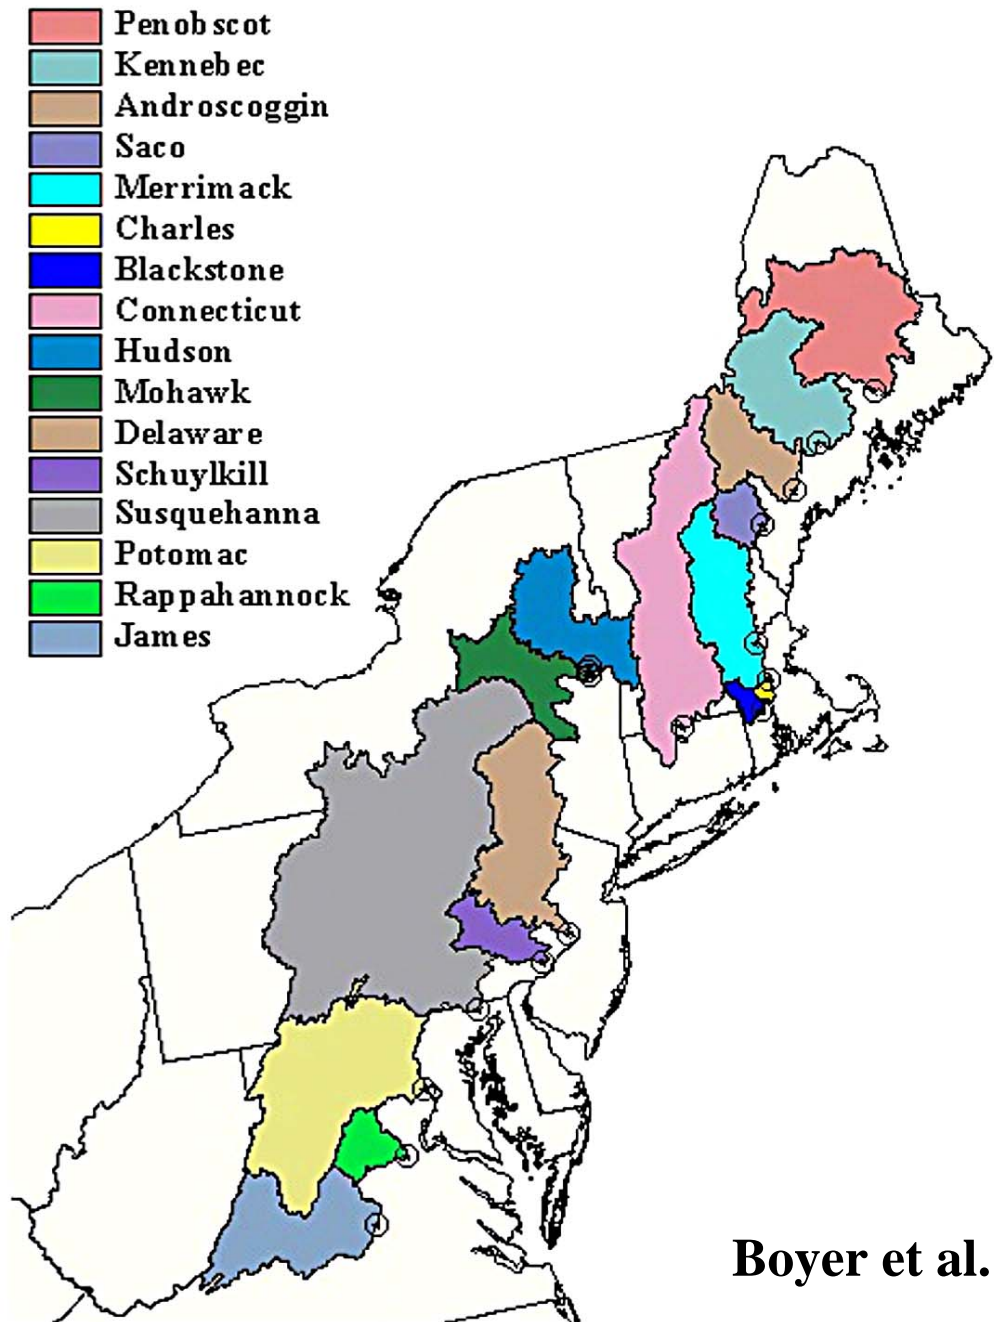 Penobscot
Kennebec
Androscoggin
Saco
Merrimack
Charles
Blackstone
Connecticut
Hudson
Mohawk
Delaware
Schuylkill
Susquehanna
Potomac
Rappahannock
James
Boyer et al.